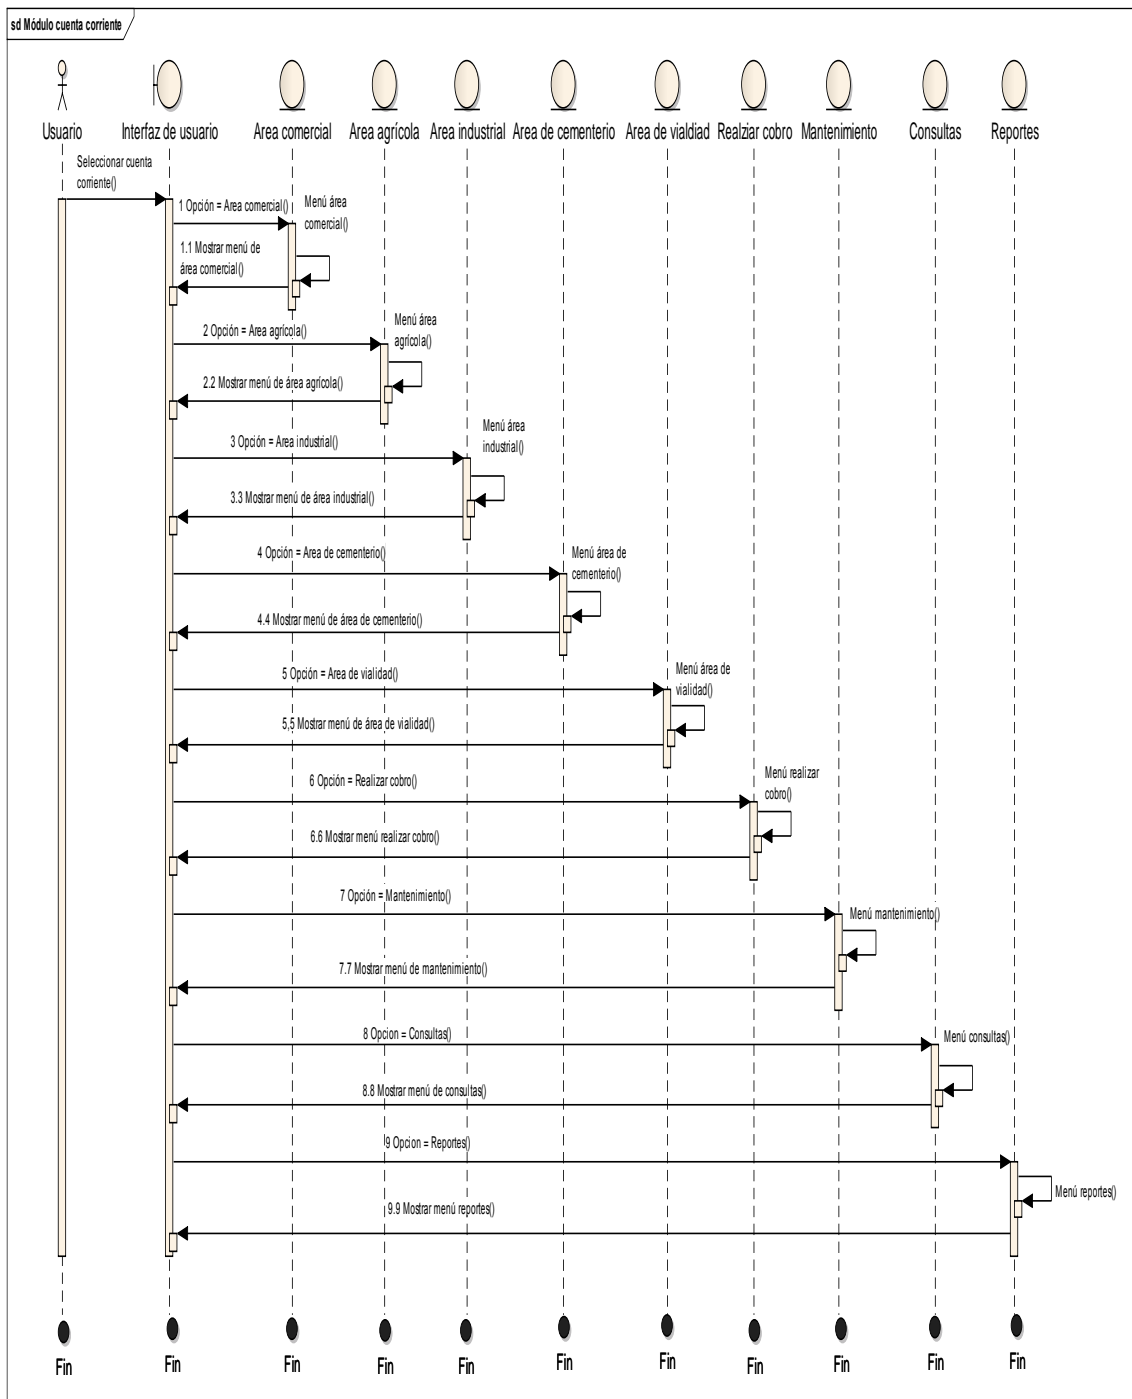 sd Módulo cuenta corriente
Usuario
Interfaz de usuario
Area comercial
Area agrícola
Area industrial
Area de cementerio
Area de vialdiad
Realziar cobro
Mantenimiento
Consultas
Reportes
Seleccionar cuenta
corriente()
1 Opción = Area comercial()
Menú área
comercial()
1.1 Mostrar menú de
área comercial()
2 Opción = Area agrícola()
Menú área
agrícola()
2.2 Mostrar menú de área agrícola()
3 Opción = Area industrial()
Menú área
industrial()
3.3 Mostrar menú de área industrial()
4 Opción = Area de cementerio()
Menú área de
cementerio()
4.4 Mostrar menú de área de cementerio()
5 Opción = Area de vialidad()
Menú área de
vialidad()
5,5 Mostrar menú de área de vialidad()
6 Opción = Realizar cobro()
Menú realizar
cobro()
6.6 Mostrar menú realizar cobro()
7 Opción = Mantenimiento()
Menú mantenimiento()
7.7 Mostrar menú de mantenimiento()
8 Opcion = Consultas()
Menú consultas()
8.8 Mostrar menú de consultas()
9 Opcion = Reportes()
Menú reportes()
9.9 Mostrar menú reportes()
Fin
Fin
Fin
Fin
Fin
Fin
Fin
Fin
Fin
Fin
Fin